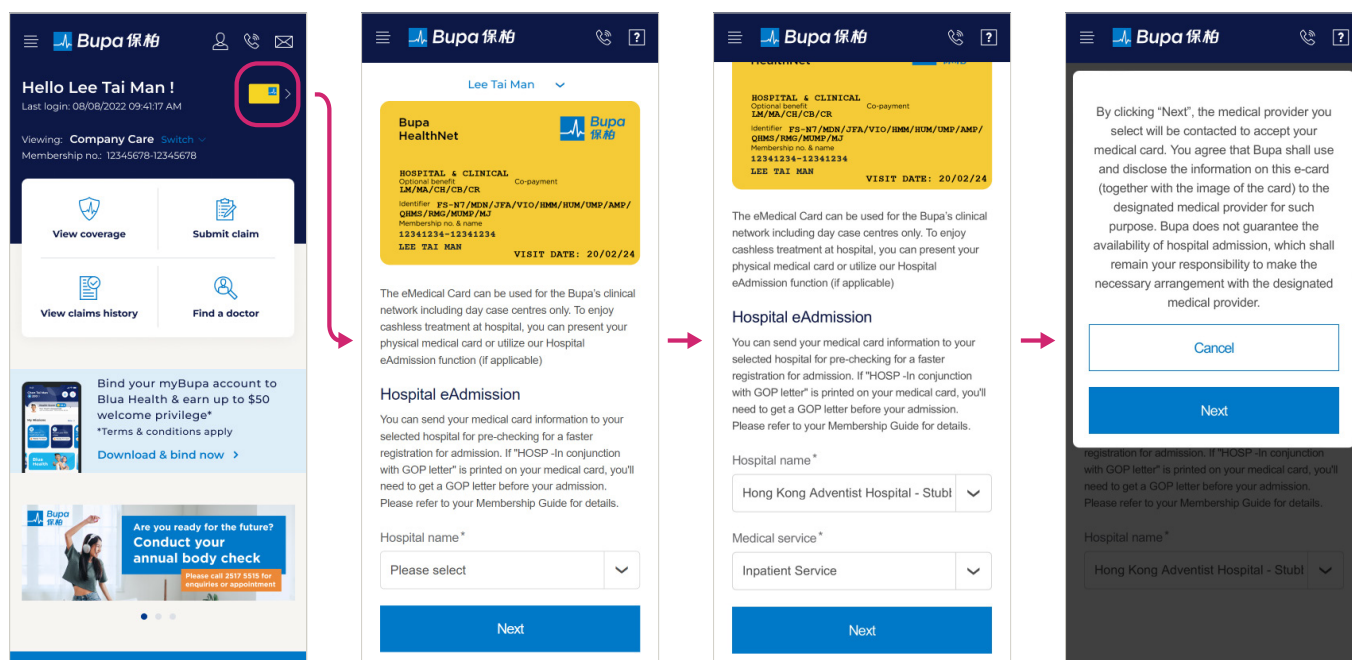 Bupa 保柏
Hello Lee Tai Man !
Last login: 08/08/2022 09:41:17 AM
Viewing: Company Care Switch
Membership no.: 12345678-12345678
View coverage
Submit claim
View claims history
Find a doctor
Bind your myBupa account to
Blua Health & earn up to $50
welcome privilege*
*Terms & conditions apply
Download & bind now >
Bupa
保柏
Are you ready for the future?
Conduct your
annual body check
Please call 2517 5515 for
enquiries or appointment
Bupa 保柏
?
Lee Tai Man
Bupa
HealthNet
Bupa
保柏
HOSPITAL & CLINICAL
Optional benefit
Co-payment
LM/MA/CH/CB/CR
Identifier FS-N7/MDN/JFA/VIO/HMM/HUM/UMP/AMP/
QHMS/RMG/MUMP/MJ
Membership no. & name
12341234-12341234
LEE TAI MAN
VISIT DATE: 20/02/24
The eMedical Card can be used for the Bupa's clinical
network including day case centres only. To enjoy
cashless treatment at hospital, you can present your
physical medical card or utilize our Hospital
eAdmission function (if applicable)
Hospital eAdmission
You can send your medical card information to your
selected hospital for pre-checking for a faster
registration for admission. If "HOSP -In conjunction
with GOP letter" is printed on your medical card, you'll
need to get a GOP letter before your admission.
Please refer to your Membership Guide for details.
Hospital name*
Please select
Next
Bupa 保柏
?
HealthNet
HOSPITAL & CLINICAL
Optional benefit
Co-payment
LM/MA/CH/CB/CR
Identifier FS-N7/MDN/JFA/VIO/HMM/HUM/UMP/AMP/
QHMS/RMG/MUMP/MJ
Membership no. & name
12341234-12341234
LEE TAI MAN
VISIT DATE: 20/02/24
The eMedical Card can be used for the Bupa's clinical
network including day case centres only. To enjoy
cashless treatment at hospital, you can present your
physical medical card or utilize our Hospital
eAdmission function (if applicable)
Hospital eAdmission
You can send your medical card information to your
selected hospital for pre-checking for a faster
registration for admission. If "HOSP -In conjunction
with GOP letter" is printed on your medical card, you'll
need to get a GOP letter before your admission.
Please refer to your Membership Guide for details.
Hospital name*
Hong Kong Adventist Hospital - Stubl
Medical service*
Inpatient Service
Next
Bupa 保柏
?
By clicking “Next”, the medical provider you
select will be contacted to accept your
medical card. You agree that Bupa shall use
and disclose the information on this e-card
(together with the image of the card) to the
designated medical provider for such
purpose. Bupa does not guarantee the
availability of hospital admission, which shall
remain your responsibility to make the
necessary arrangement with the designated
medical provider.
Cancel
Next
registration for admission. If "HOSP -In conjunction
with GOP letter" is printed on your medical card, you'll
need to get a GOP letter before your admission.
Please refer to your Membership Guide for details.
Hospital name*
Hong Kong Adventist Hospital - Stubl